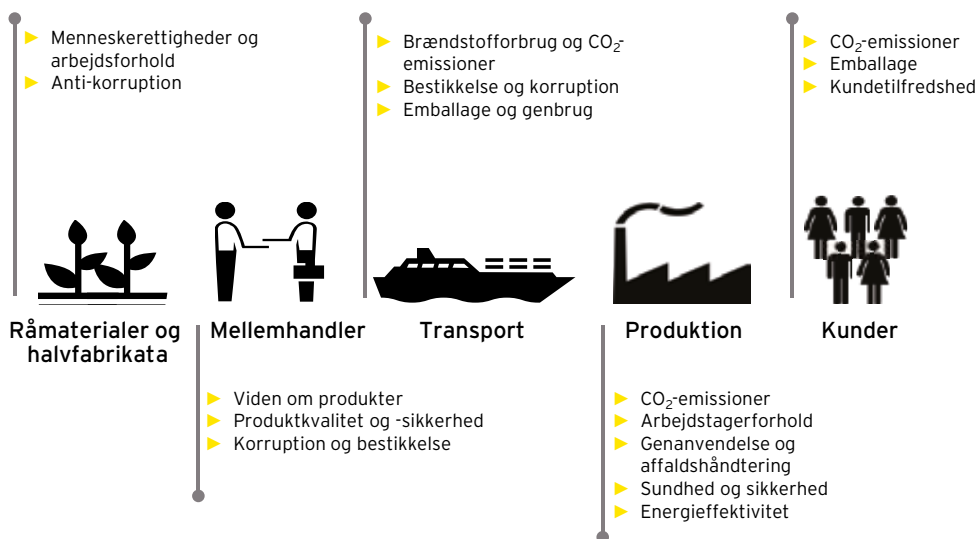 Menneskerettigheder og
arbejdsforhold
Anti-korruption
Brændstofforbrug og CO₂-
emissioner
Bestikkelse og korruption
Emballage og genbrug
CO₂-emissioner
Emballage
Kundetilfredshed
Råmaterialer og
halvfabrikata
Mellemhandler
Transport
Produktion
Kunder
Viden om produkter
Produktkvalitet og -sikkerhed
Korruption og bestikkelse
CO₂-emissioner
Arbejdstagerforhold
Genanvendelse og
affaldshåndtering
Sundhed og sikkerhed
Energieffektivitet